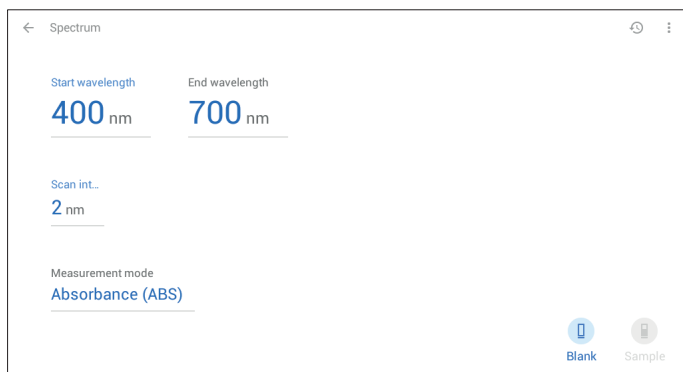 Spectrum
Start wavelength End wavelength
400 nm 700 nm
Scan int...
2 nm
Measurement mode
Absorbance (ABS)
Blank Sample